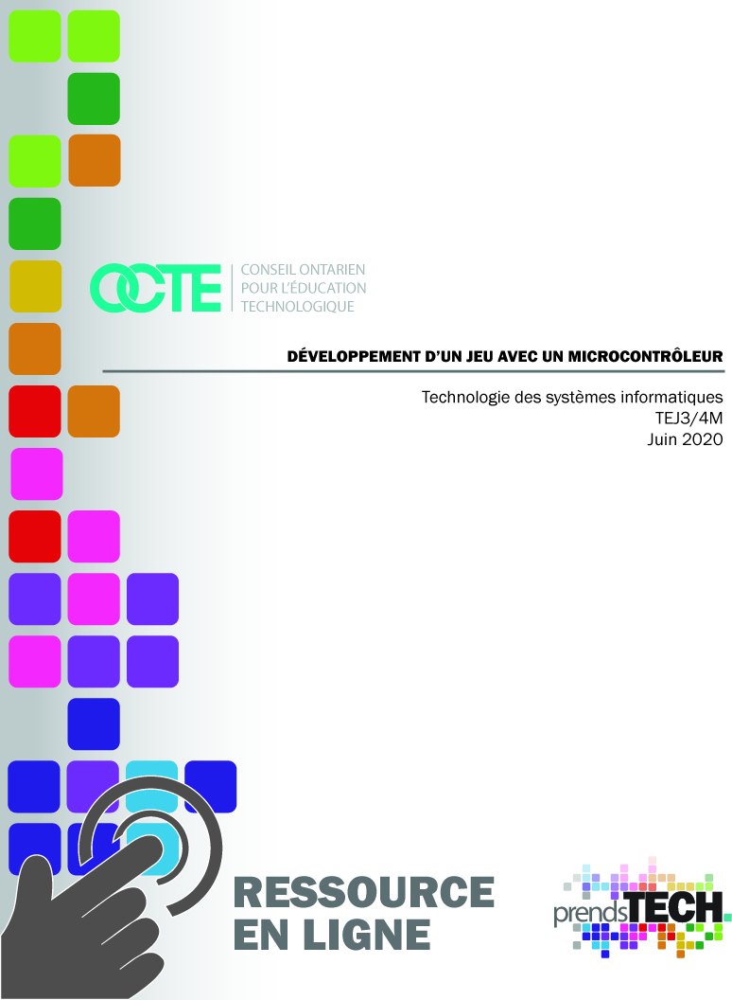 OCTE
CONSEIL ONTARIEN
POUR L'ÉDUCATION
TECHNOLOGIQUE
DÉVELOPPEMENT D'UN JEU AVEC UN MICROCONTRÔLEUR
Technologie des systèmes informatiques
TEJ3/4M
Juin 2020
RESSOURCE
EN LIGNE
prendsTECH